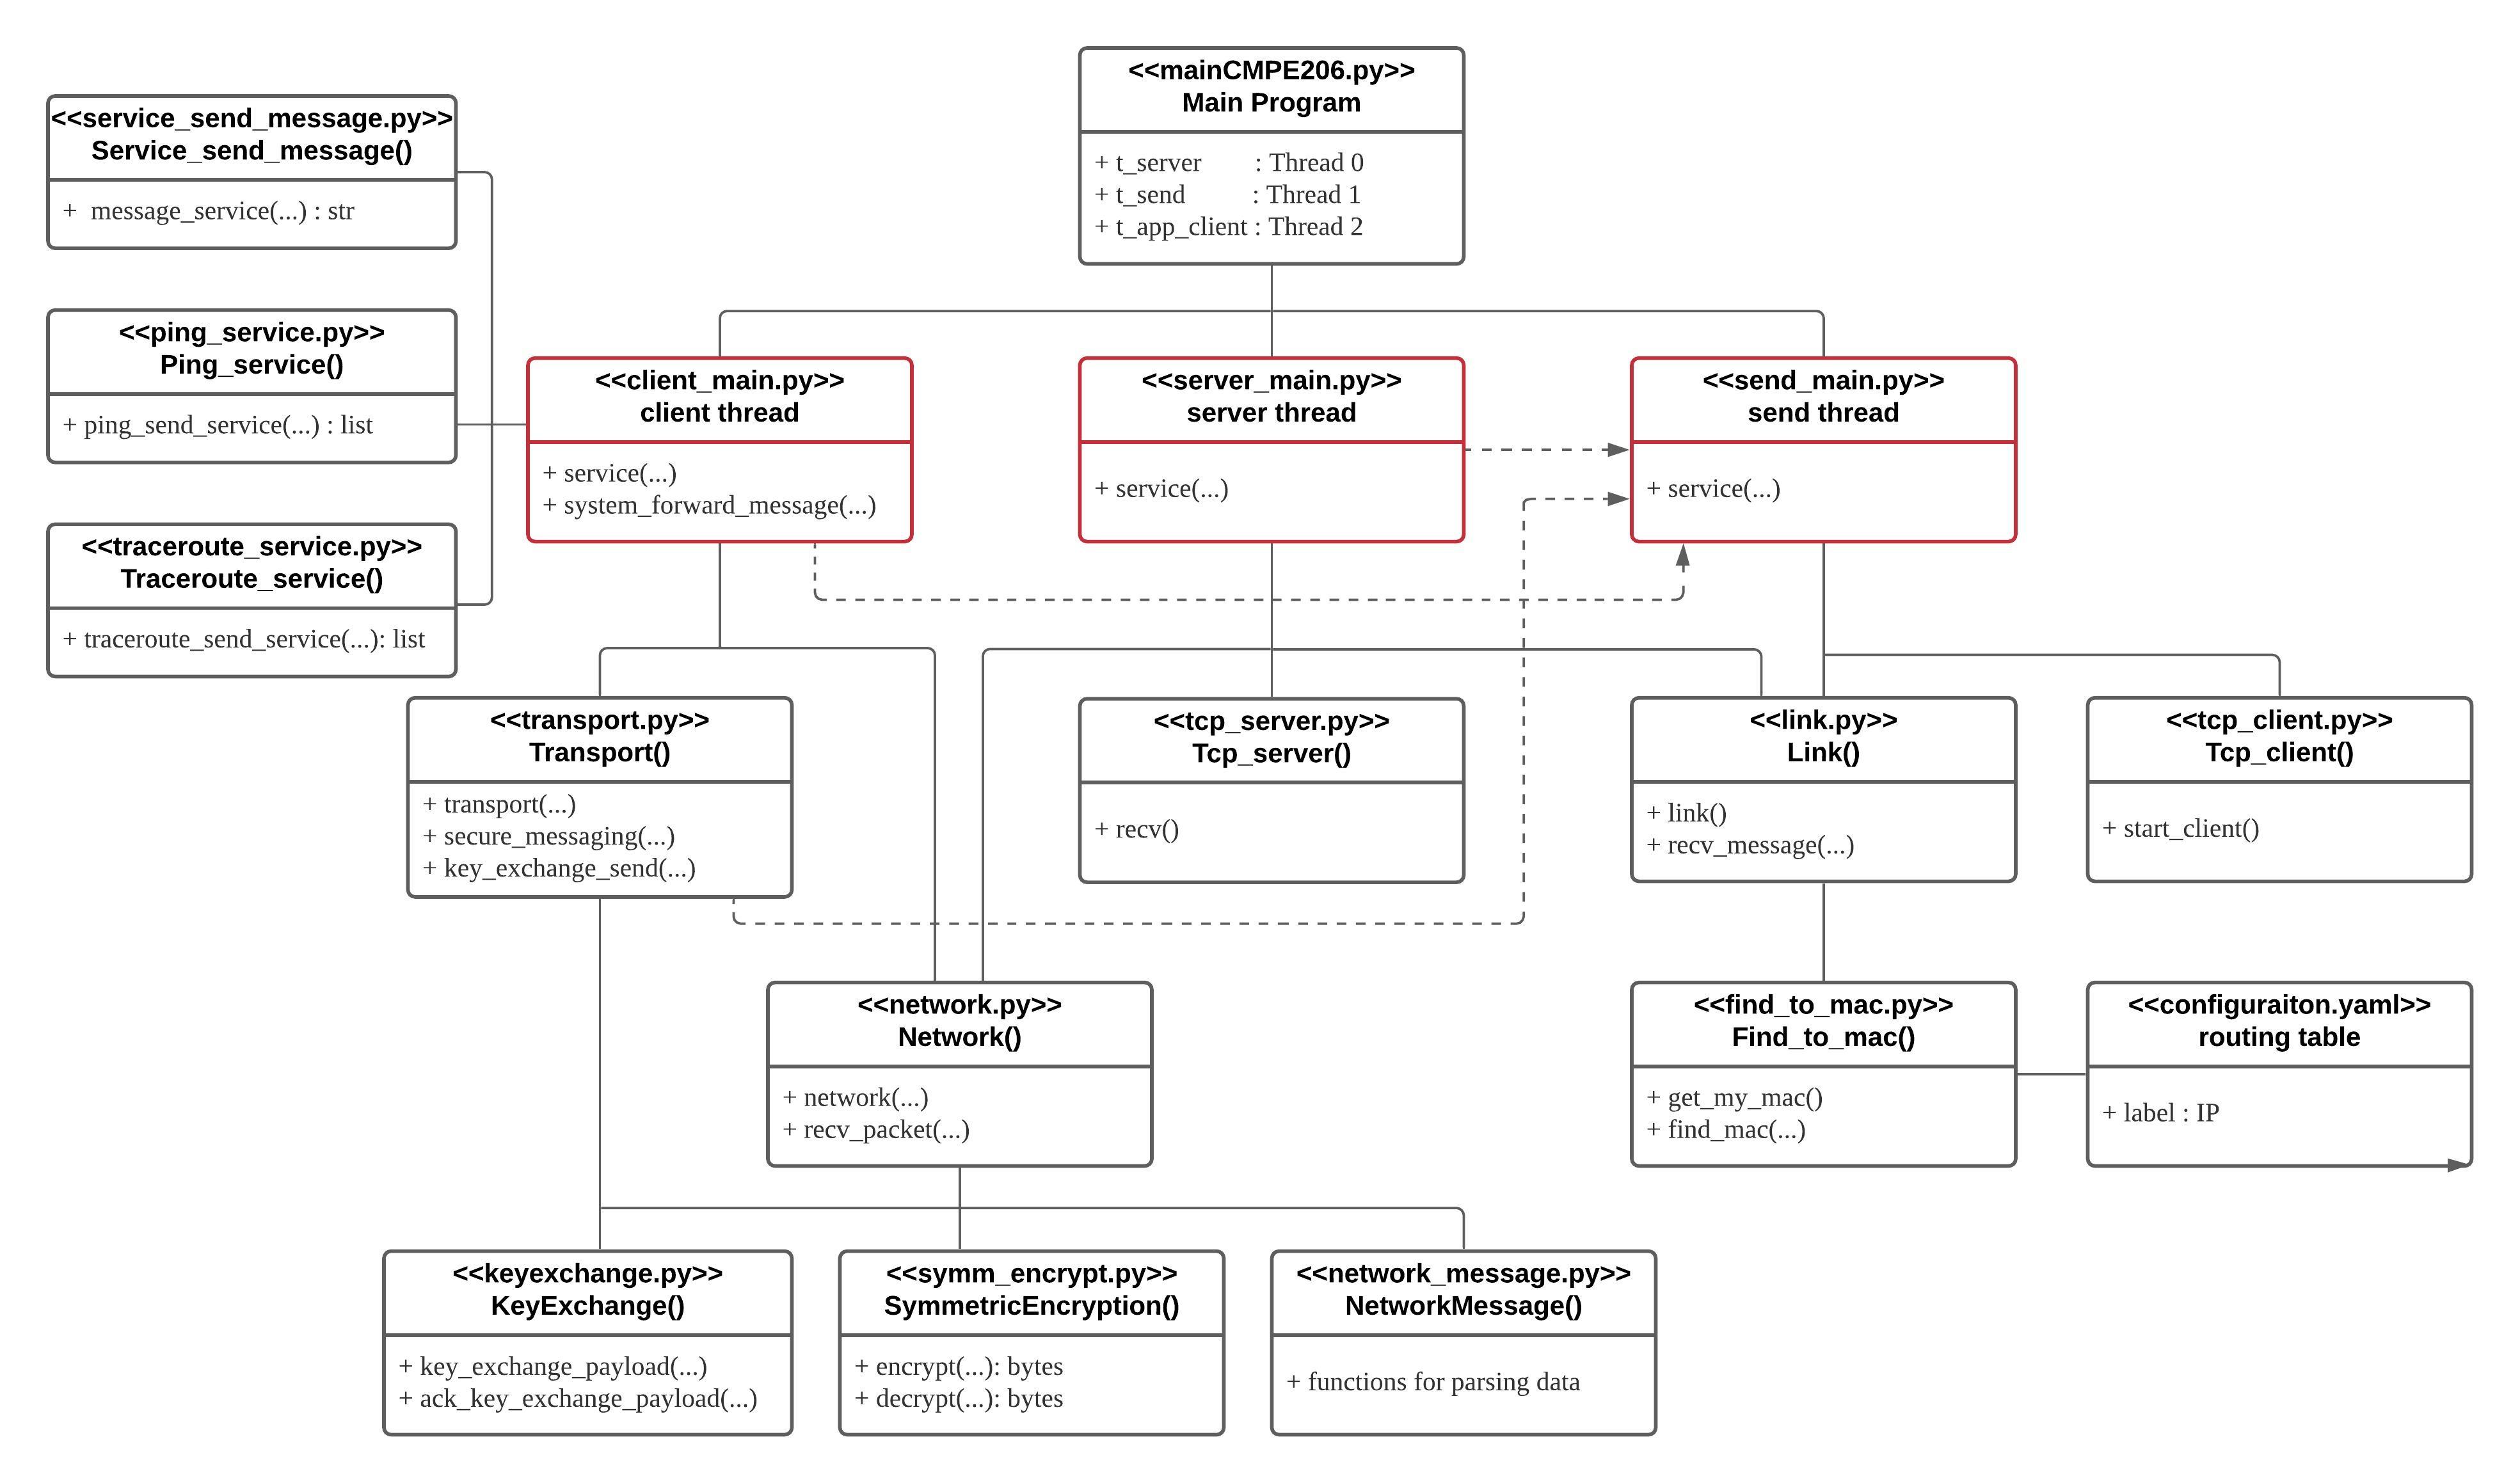 <<mainCMPE206.py>>
Main Program
+ t_server : Thread 0
+ t_send : Thread 1
+ t_app_client : Thread 2
<<service_send_message.py>>
Service_send_message()
+ message_service(...) : str
<<ping_service.py>>
Ping_service()
+ ping_send_service(...) : list
<<traceroute_service.py>>
Traceroute_service()
+ traceroute_send_service(...): list
<<client_main.py>>
client thread
+ service(...)
+ system_forward_message(...)
<<server_main.py>>
server thread
+ service(...)
<<send_main.py>>
send thread
+ service(...)
<<transport.py>>
Transport()
+ transport(...)
+ secure_messaging(...)
+ key_exchange_send(...)
<<tcp_server.py>>
Tcp_server()
+ recv()
<<link.py>>
Link()
+ link()
+ recv_message(...)
<<tcp_client.py>>
Tcp_client()
+ start_client()
<<network.py>>
Network()
+ network(...)
+ recv_packet(...)
<<find_to_mac.py>>
Find_to_mac()
+ get_my_mac()
+ find_mac(...)
<<configuraiton.yaml>>
routing table
+ label : IP
<<keyexchange.py>>
KeyExchange()
+ key_exchange_payload(...)
+ ack_key_exchange_payload(...)
<<symm_encrypt.py>>
SymmetricEncryption()
+ encrypt(...): bytes
+ decrypt(...): bytes
<<network_message.py>>
NetworkMessage()
+ functions for parsing data